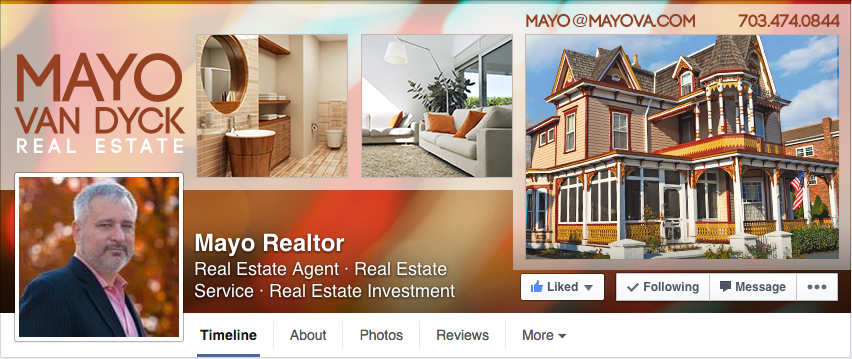 MAYO@MAYOVA.COM 703.474.0844
MAYO
VAN DYCK
REAL ESTATE
Mayo Realtor
Real Estate Agent · Real Estate
Service · Real Estate Investment
Liked Following Message
Timeline About Photos Reviews More